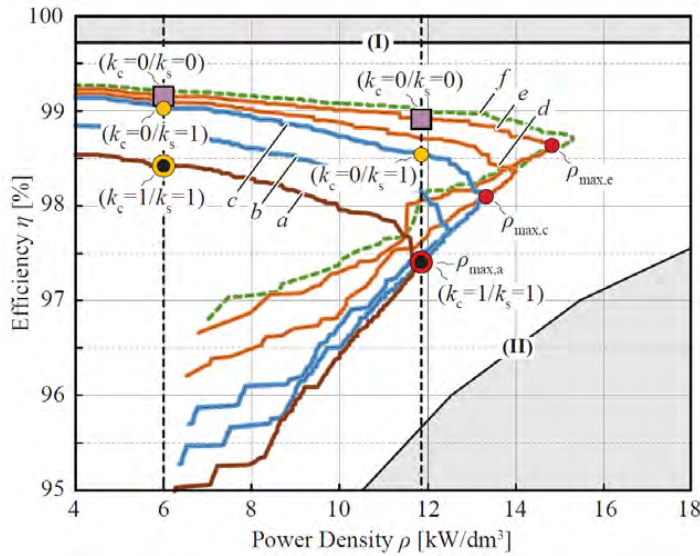 100
(I)
(kc=0/ks=0)
(kc=0/ks=0)
f
e
d
99
(kc=0/ks=1)
(kc=0/ks=1)
(kc=1/ks=1)
c
b
a
98
ρmax,e
ρmax,c
ρmax,a
(kc=1/ks=1)
97
(II)
96
95
4
6
8
10
12
14
16
18
Efficiency η [%]
Power Density ρ [kW/dm³]